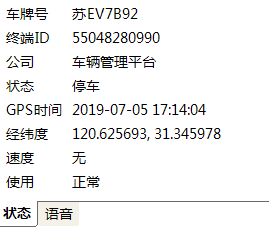 车牌号 苏EV7B92
终端ID 55048280990
公司 车辆管理平台
状态 停车
GPS时间 2019-07-05 17:14:04
经纬度 120.625693, 31.345978
速度 无
使用 正常
状态 语音